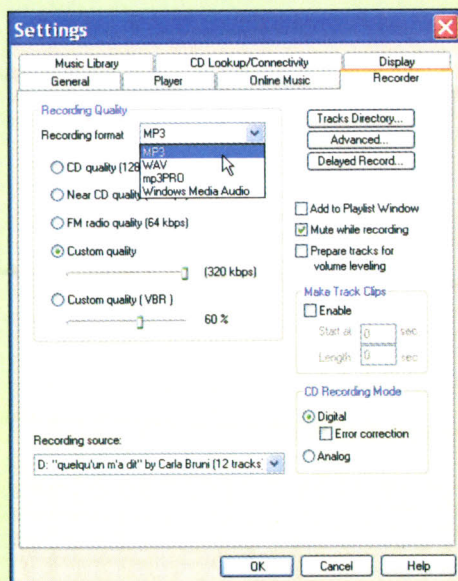 Settings
Music Library CD Lookup/Connectivity Display
General Player Online Music Recorder
Recording Quality
Recording format MP3
MP3
WAV
mp3PRO
Windows Media Audio
CD quality (128
Near CD quality
FM radio quality (64 kbps)
Custom quality
(320 kbps)
Custom quality ( VBR )
60 %
Recording source:
D: "quelqu'un m'a dit" by Carla Bruni (12 tracks)
Tracks Directory...
Advanced...
Delayed Record...
Add to Playlist Window
Mute while recording
Prepare tracks for
volume leveling
Make Track Clips
Enable
Start at: 0 sec
Length: 0 sec
CD Recording Mode
Digital
Error correction
Analog
OK Cancel Help